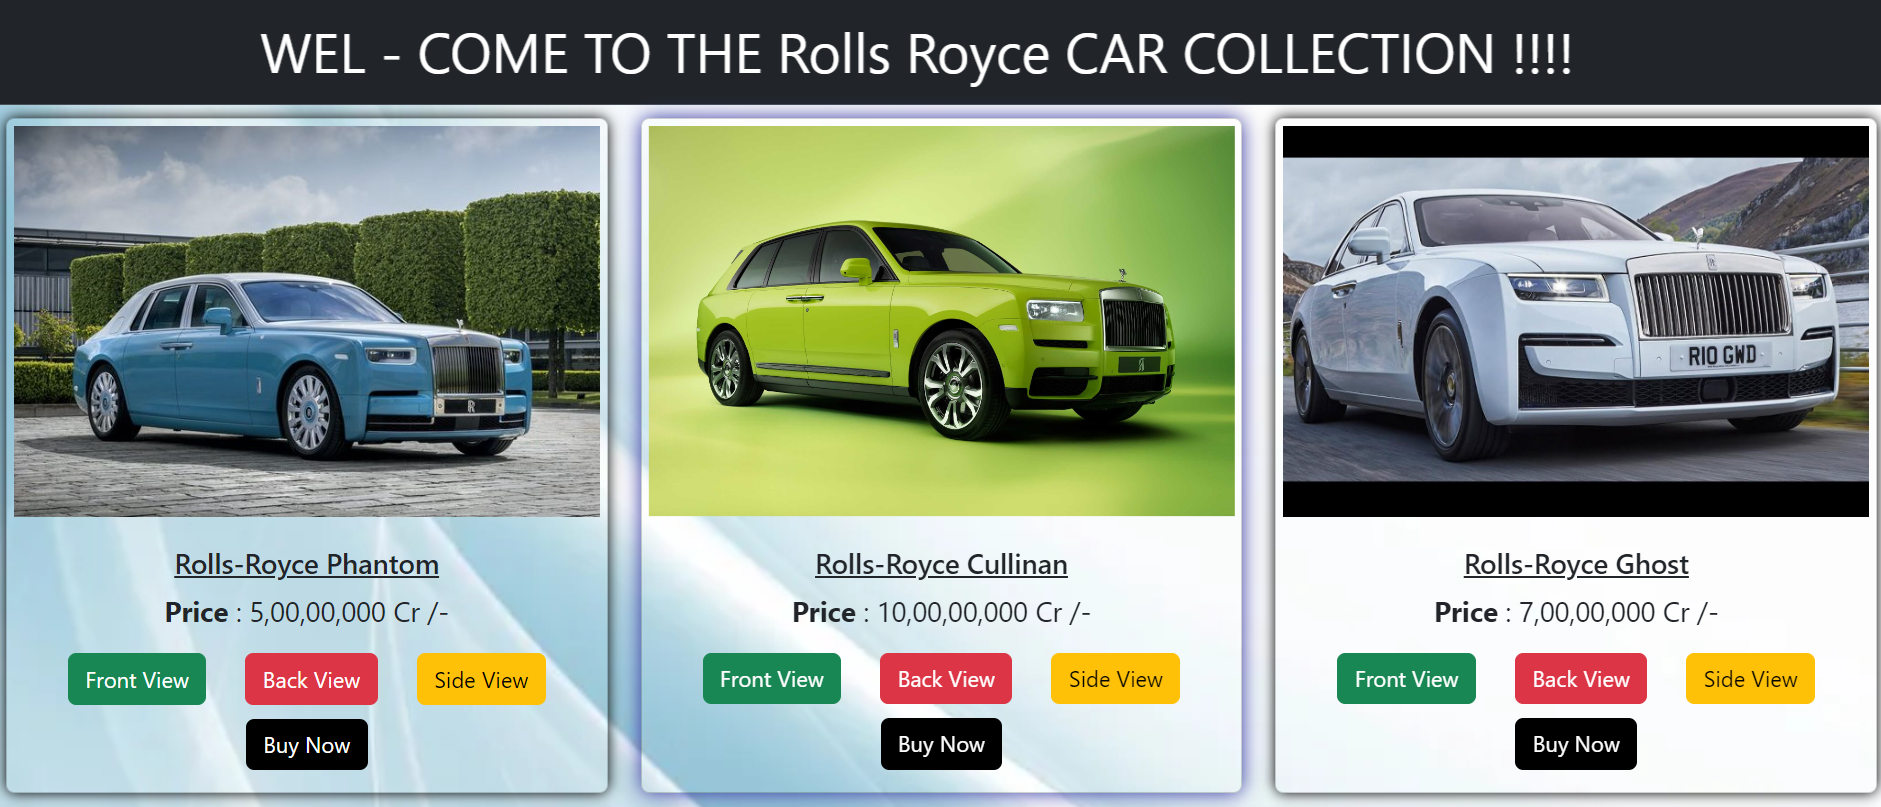 WEL - COME TO THE Rolls Royce CAR COLLECTION !!!!
R10 GWD
Rolls-Royce Phantom
Price : 5,00,00,000 Cr /-
Front View
Back View
Side View
Buy Now
Rolls-Royce Cullinan
Price : 10,00,00,000 Cr /-
Front View
Back View
Side View
Buy Now
Rolls-Royce Ghost
Price : 7,00,00,000 Cr /-
Front View
Back View
Side View
Buy Now